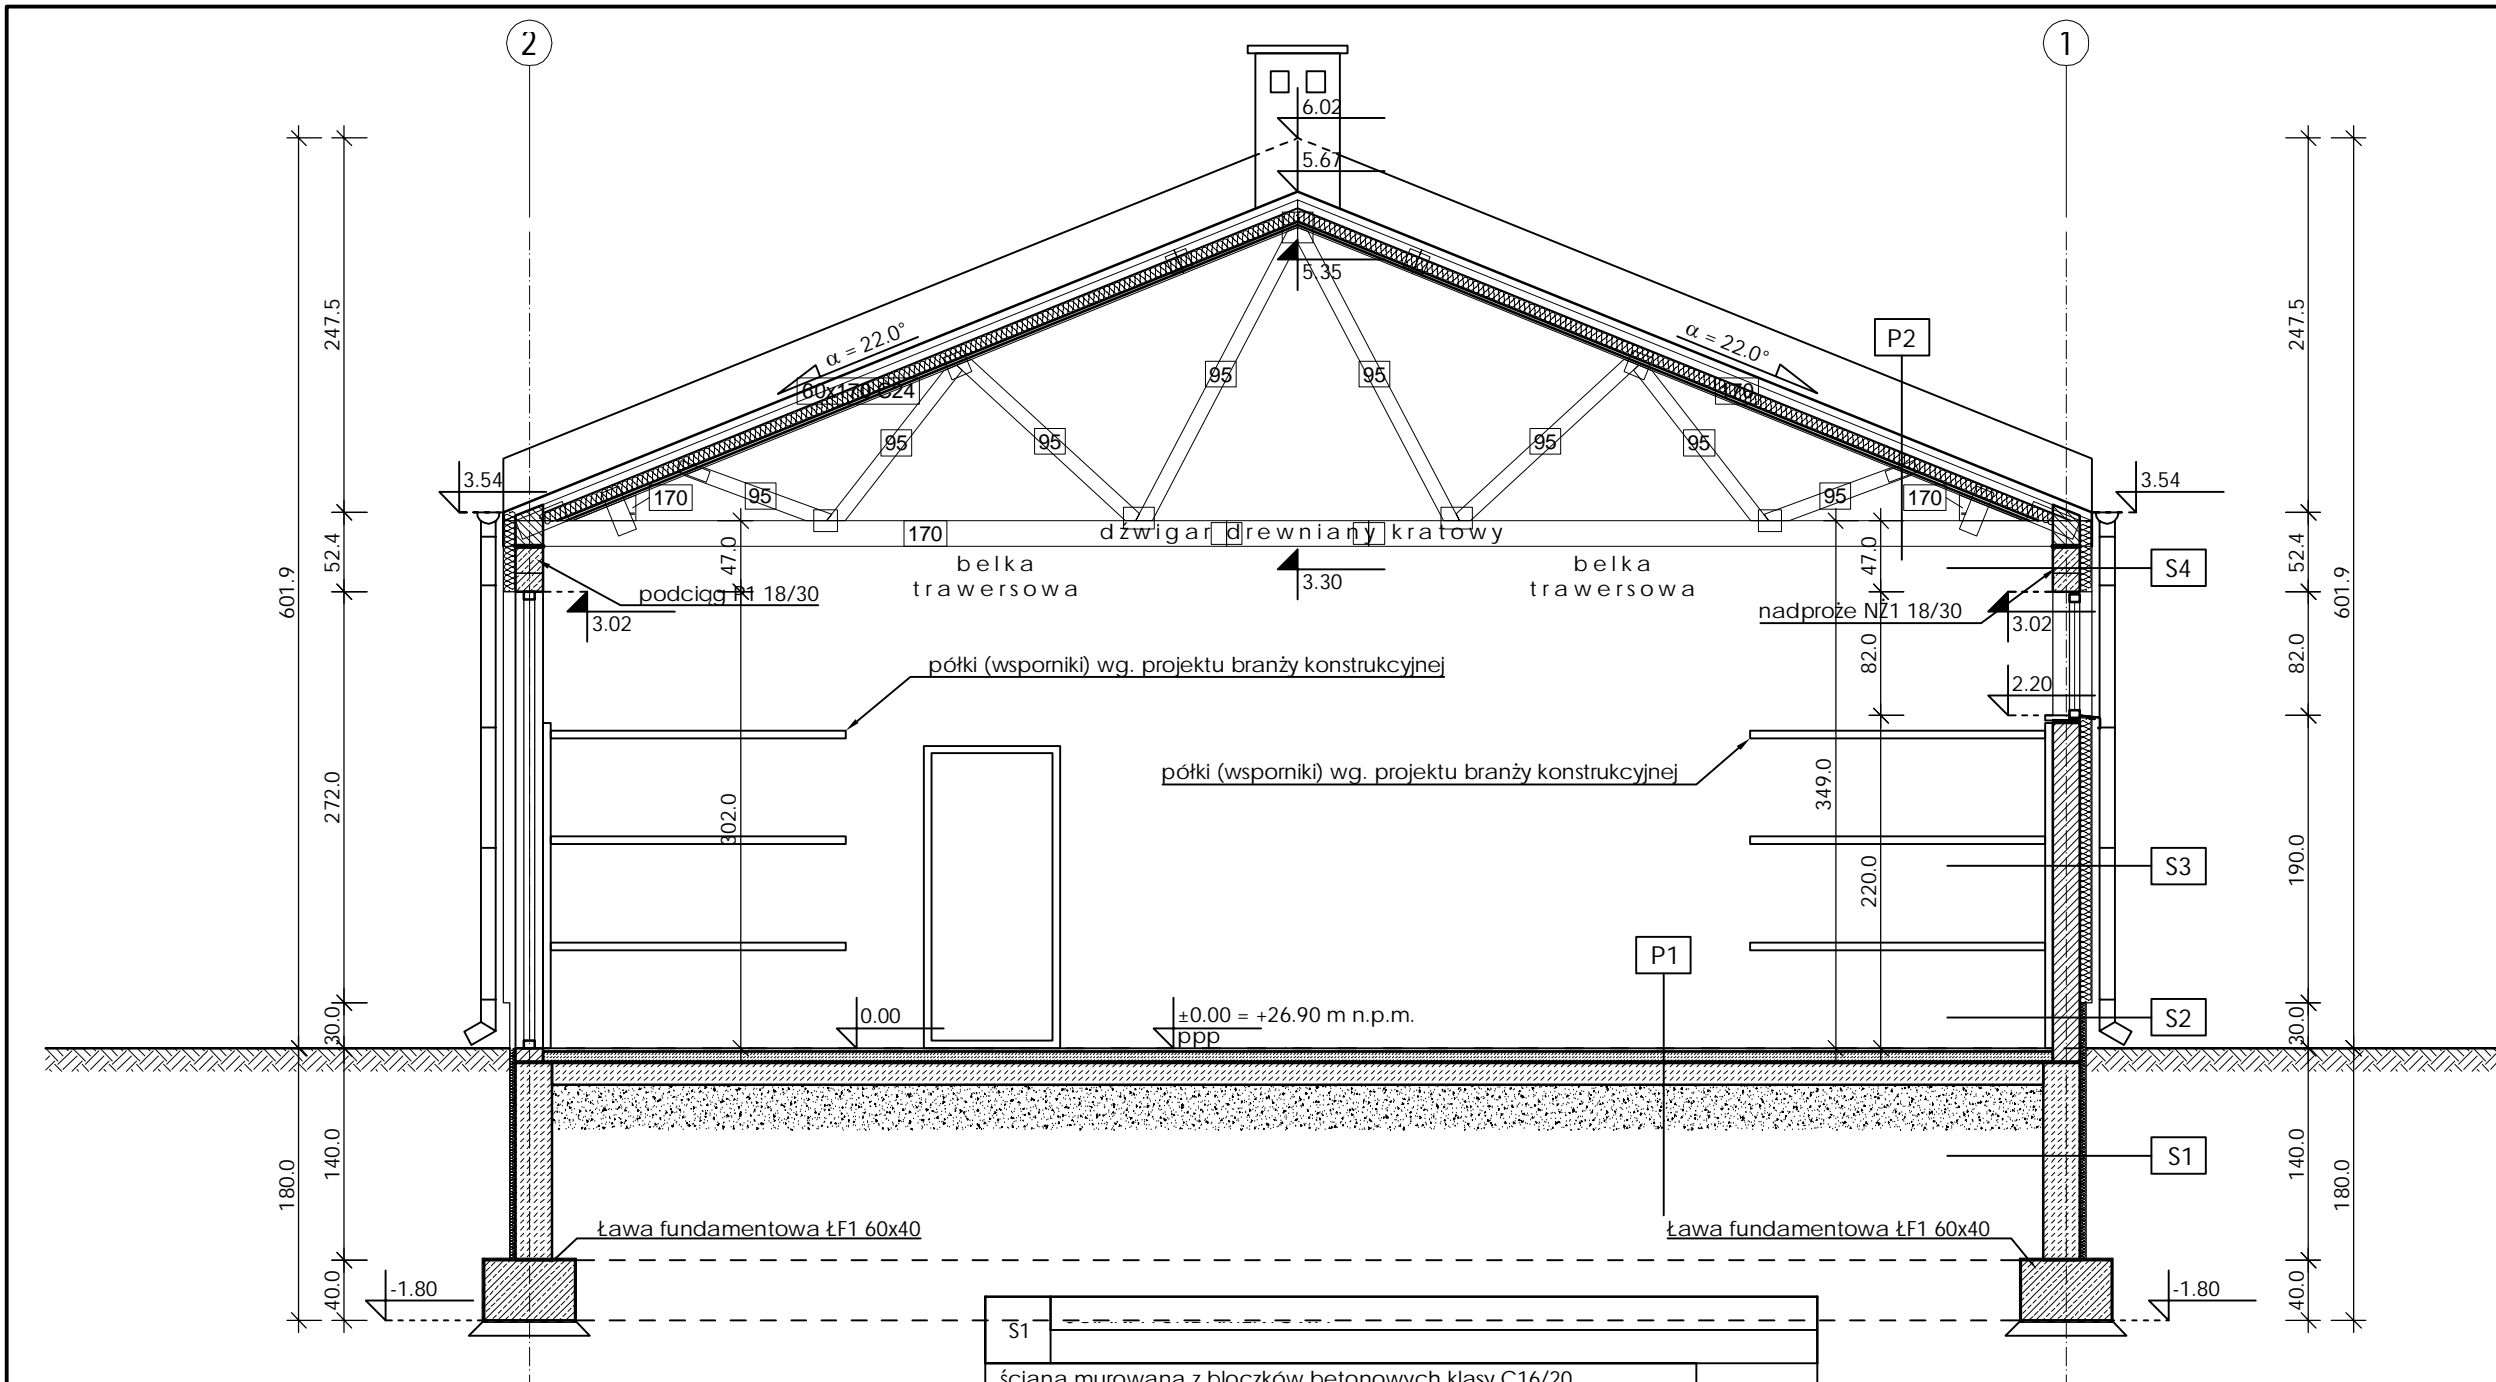 2
1
6.02
5.67
5.35
α = 22.0°
α = 22.0°
P2
60x170 C24
170
95
95
95
95
95
95
95
95
170
170
170
3.54
3.54
dźwigar drewniany kratowy
belka
trawersowa
belka
trawersowa
3.30
S4
podciąg P1 18/30
nadproże NŻ1 18/30
3.02
3.02
2.20
półki (wsporniki) wg. projektu branży konstrukcyjnej
półki (wsporniki) wg. projektu branży konstrukcyjnej
247.5
52.4
601.9
272.0
30.0
140.0
180.0
40.0
47.0
302.0
47.0
82.0
349.0
220.0
247.5
52.4
82.0
601.9
190.0
30.0
140.0
180.0
40.0
S3
P1
0.00
±0.00 = +26.90 m n.p.m.
ppp
S2
S1
Ława fundamentowa ŁF1 60x40
Ława fundamentowa ŁF1 60x40
-1.80
-1.80
S1
ściana murowana z bloczków betonowych klasy C16/20